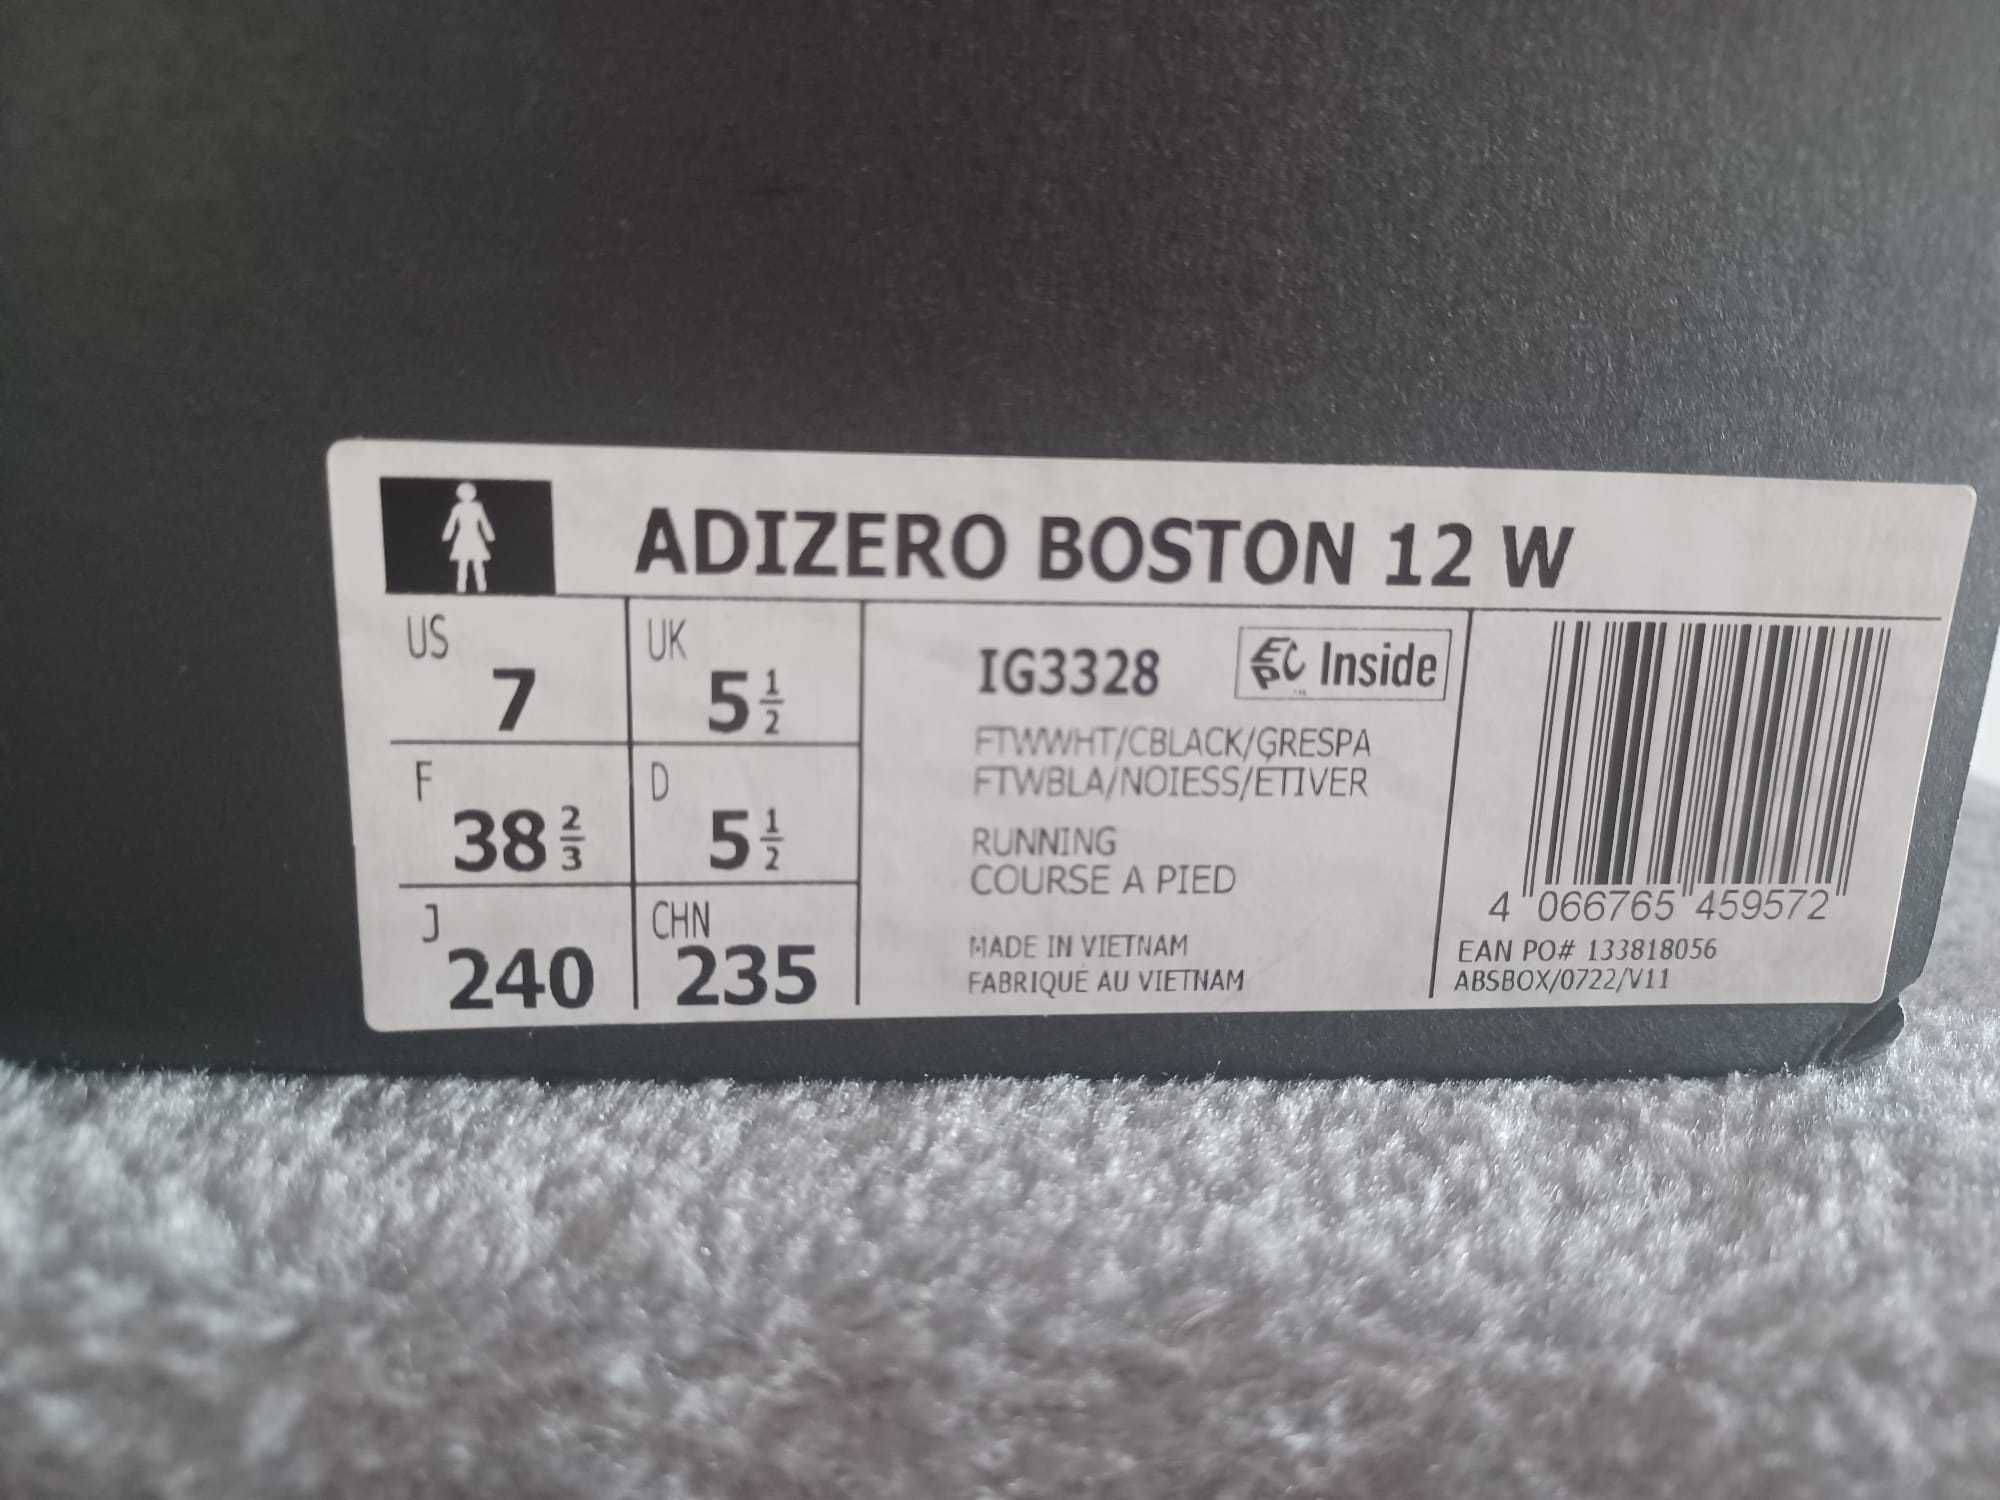 ADIZERO BOSTON 12 W
US 7
UK 5 1/2
F 38 2/3
D 5 1/2
J 240
CHN 235
IG3328
EPC Inside
FTWWHT/CBLACK/GRESPA
FTWBLA/NOIESS/ETIVER
RUNNING
COURSE A PIED
MADE IN VIETNAM
FABRIQUÉ AU VIETNAM
4 066765 459572
EAN PO# 133818056
ABSBOX/0722/V11